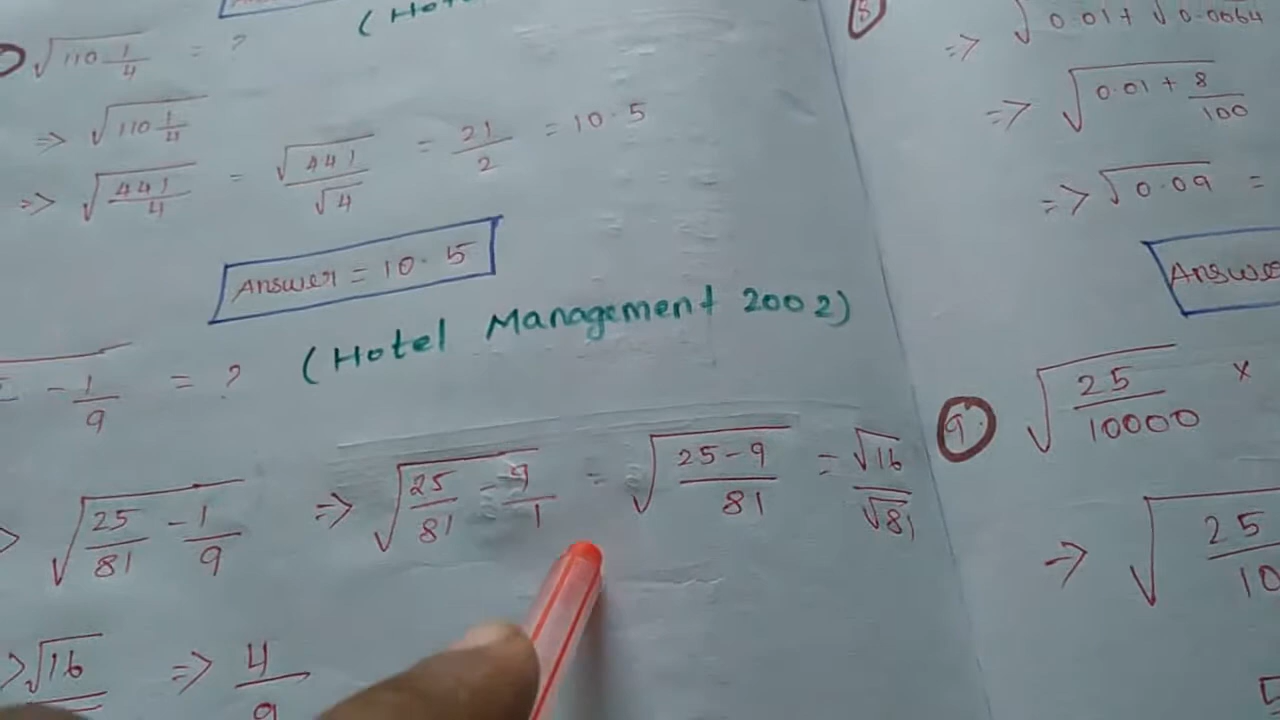 (Hote
√110 1/4 = ?
=> √110 1/4
=> √441/4 = √441/√4 = 21/2 = 10.5
Answer = 10.5
(Hotel Management 2002)
- 1/9 = ?
√25/81 - 1/9 => √25/81 - 9/1 = √25-9/81 = √16/√81
√16 => 4/9
8
=> √0.01 + √0.0064
=> √0.01 + 8/100
=> √0.09 =
Answe
9. √25/10000 ×
=> √25/10